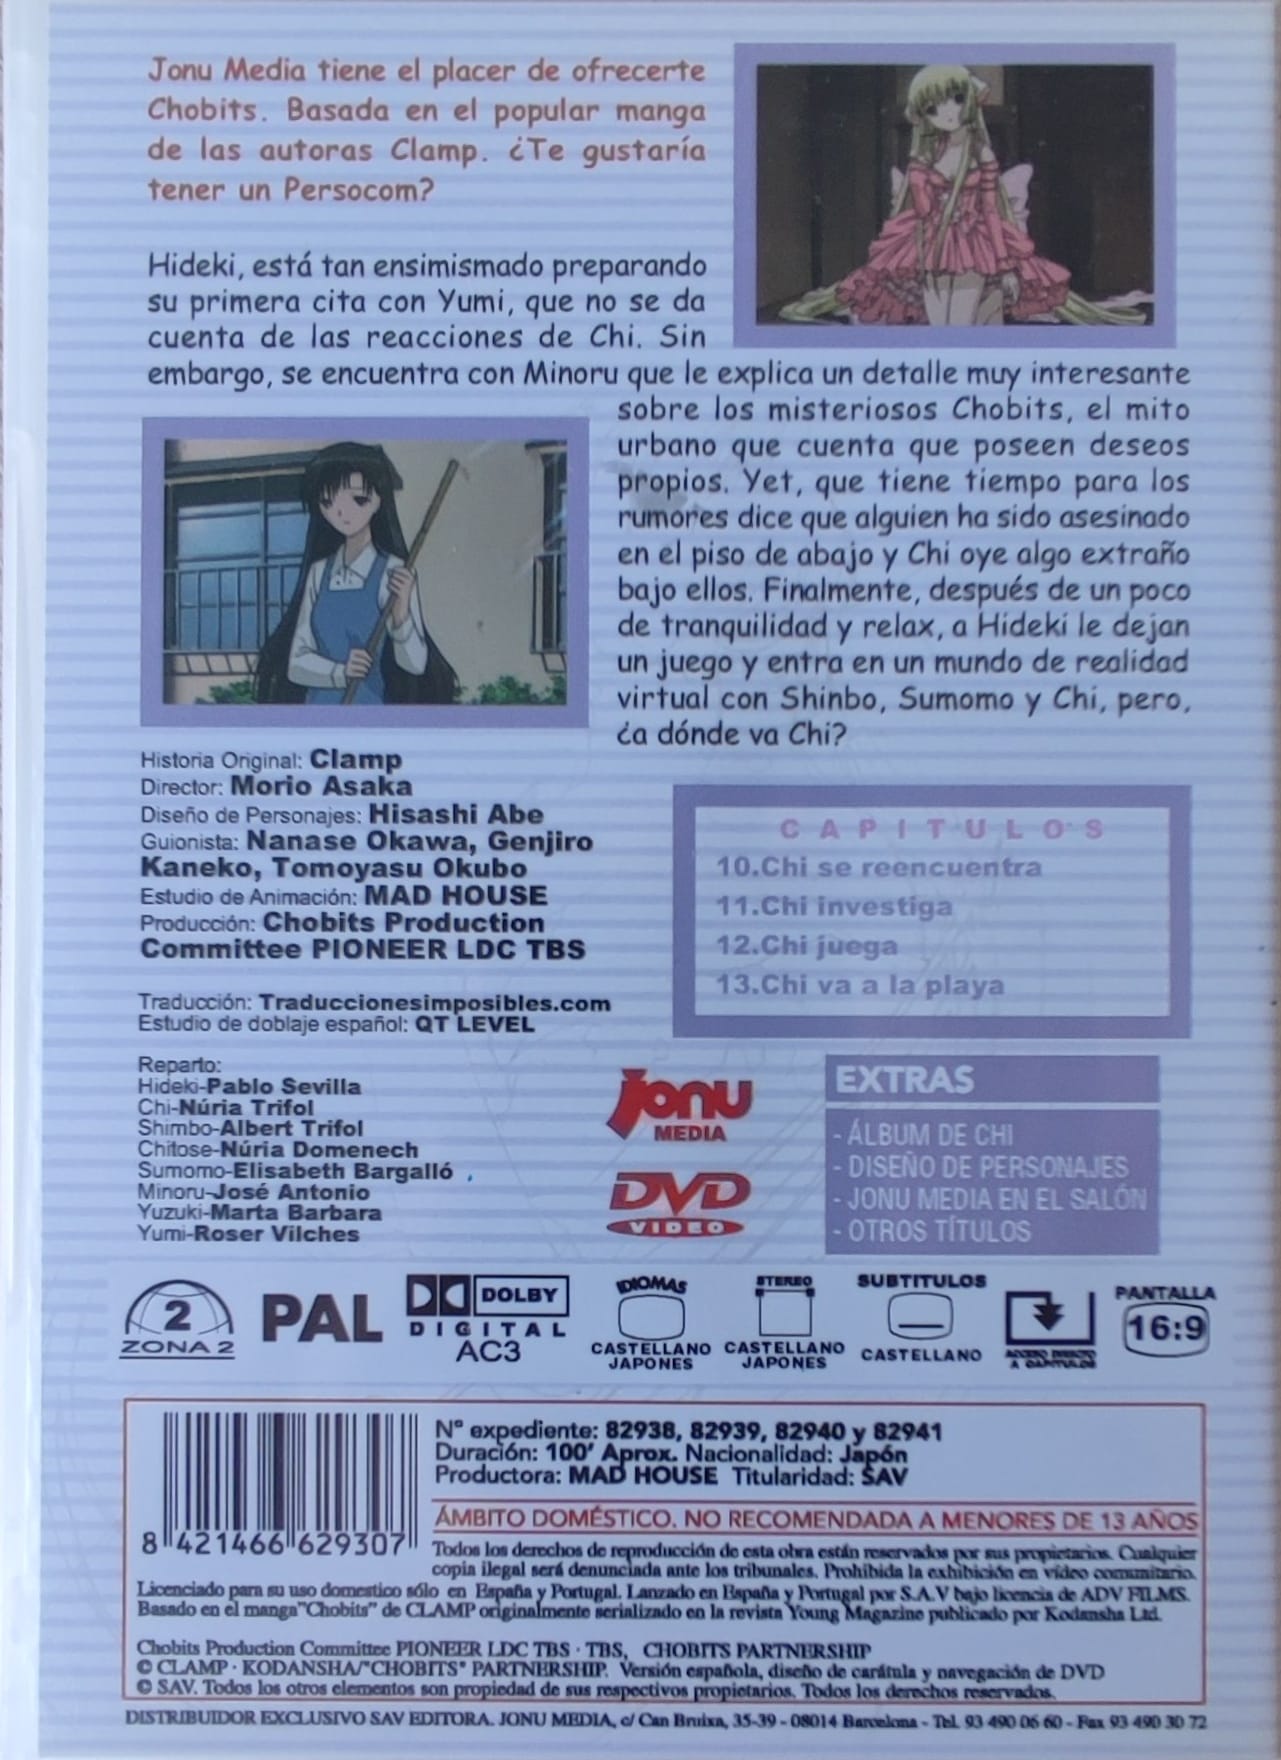 Jonu Media tiene el placer de ofrecerte
Chobits. Basada en el popular manga
de las autoras Clamp. ¿Te gustaría
tener un Persocom?
Hideki, está tan ensimismado preparando
su primera cita con Yumi, que no se da
cuenta de las reacciones de Chi. Sin
embargo, se encuentra con Minoru que le explica un detalle muy interesante
sobre los misteriosos Chobits, el mito
urbano que cuenta que poseen deseos
propios. Yet, que tiene tiempo para los
rumores dice que alguien ha sido asesinado
en el piso de abajo y Chi oye algo extraño
bajo ellos. Finalmente, después de un poco
de tranquilidad y relax, a Hideki le dejan
un juego y entra en un mundo de realidad
virtual con Shinbo, Sumomo y Chi, pero,
¿a dónde va Chi?
Historia Original: Clamp
Director: Morio Asaka
Diseño de Personajes: Hisashi Abe
Guionista: Nanase Okawa, Genjiro
Kaneko, Tomoyasu Okubo
Estudio de Animación: MAD HOUSE
Producción: Chobits Production
Committee PIONEER LDC TBS
Traducción: Traduccionesimposibles.com
Estudio de doblaje español: QT LEVEL
Reparto:
Hideki-Pablo Sevilla
Chi-Núria Trifol
Shimbo-Albert Trifol
Chitose-Núria Domenech
Sumomo-Elisabeth Bargalló
Minoru-José Antonio
Yuzuki-Marta Barbara
Yumi-Roser Vilches
CAPITULOS
10.Chi se reencuentra
11.Chi investiga
12.Chi juega
13.Chi va a la playa
jonu
MEDIA
DVD
VIDEO
EXTRAS
- ÁLBUM DE CHI
- DISEÑO DE PERSONAJES
- JONU MEDIA EN EL SALÓN
- OTROS TÍTULOS
2
ZONA 2
PAL
DOLBY
DIGITAL
AC3
IDIOMAS
CASTELLANO
JAPONES
STEREO
CASTELLANO
JAPONES
SUBTITULOS
CASTELLANO
ACCESO DIRECTO
A CAPITULOS
PANTALLA
16:9
8 421466 629307
Nº expediente: 82938, 82939, 82940 y 82941
Duración: 100' Aprox. Nacionalidad: Japón
Productora: MAD HOUSE Titularidad: SAV
ÁMBITO DOMÉSTICO. NO RECOMENDADA A MENORES DE 13 AÑOS
Todos los derechos de reproducción de esta obra están reservados por sus propietarios. Cualquier
copia ilegal será denunciada ante los tribunales. Prohibida la exhibición en vídeo comunitario.
Licenciado para su uso domestico sólo en España y Portugal. Lanzado en España y Portugal por S.A.V bajo licencia de ADV FILMS.
Basado en el manga"Chobits" de CLAMP originalmente serializado en la revista Young Magazine publicado por Kodansha Ltd.
Chobits Production Committee PIONEER LDC TBS · TBS, CHOBITS PARTNERSHIP
© CLAMP · KODANSHA/"CHOBITS" PARTNERSHIP. Versión española, diseño de carátula y navegación de DVD
© SAV. Todos los otros elementos son propiedad de sus respectivos propietarios. Todos los derechos reservados.
DISTRIBUIDOR EXCLUSIVO SAV EDITORA. JONU MEDIA, c/ Can Bruixa, 35-39 - 08014 Barcelona - Tel. 93 490 06 60 - Fax 93 490 30 72